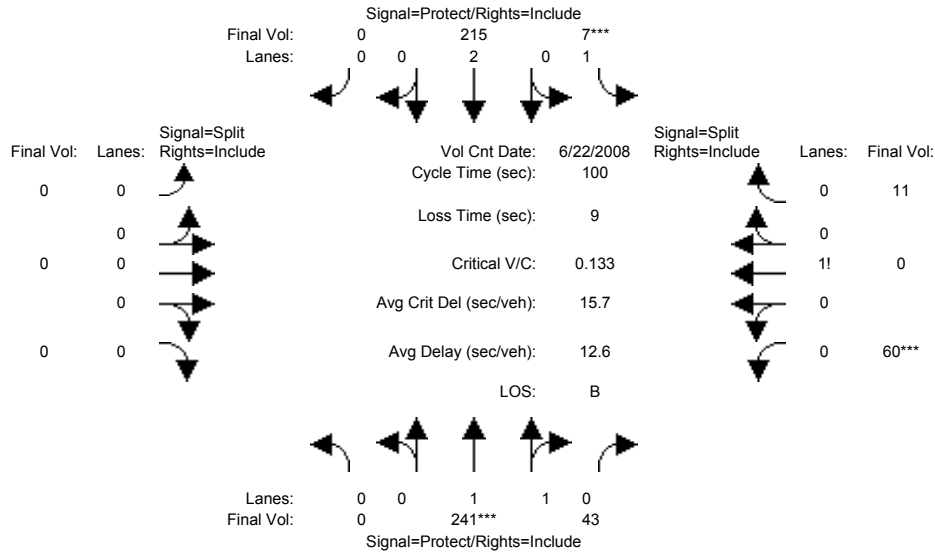 Signal=Protect/Rights=Include
Final Vol: 0 215 7***
Lanes: 0 0 2 0 1
Signal=Split
Final Vol: Lanes: Rights=Include
Vol Cnt Date: 6/22/2008
Signal=Split
Rights=Include Lanes: Final Vol:
Cycle Time (sec): 100
0 0
0 11
Loss Time (sec): 9
0
0
0 0
Critical V/C: 0.133
1! 0
0
Avg Crit Del (sec/veh): 15.7
0
0 0
Avg Delay (sec/veh): 12.6
0 60***
LOS: B
Lanes: 0 0 1 1 0
Final Vol: 0 241*** 43
Signal=Protect/Rights=Include